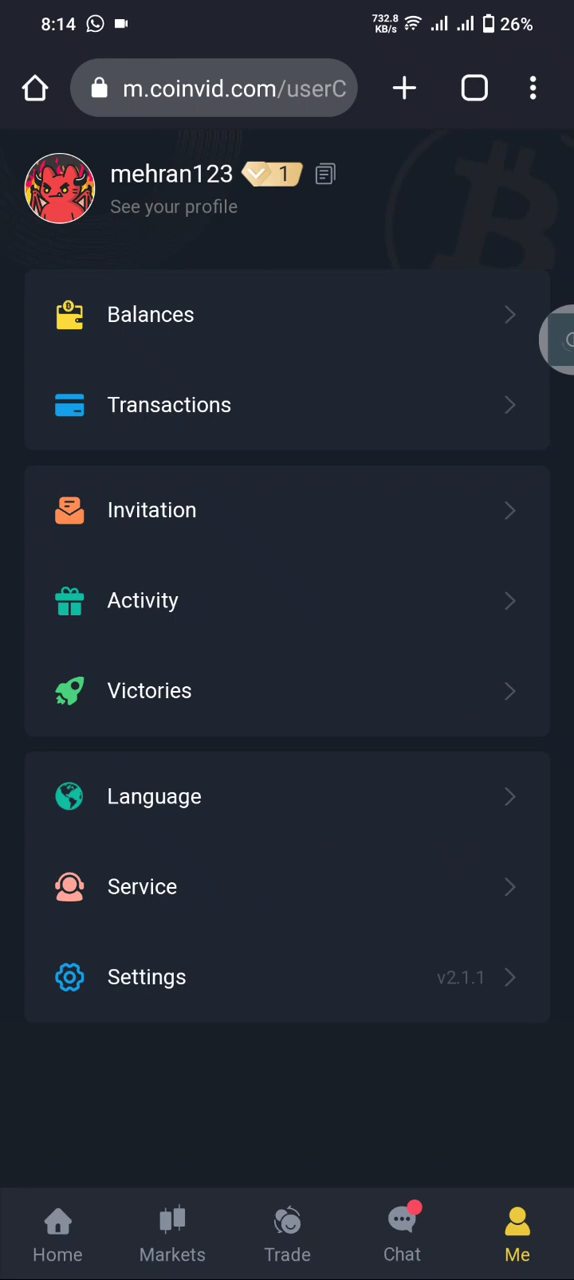 8:14 732.8 KB/s 26%
m.coinvid.com/userC
mehran123 1
See your profile
Balances
Transactions
Invitation
Activity
Victories
Language
Service
Settings v2.1.1
Home Markets Trade Chat Me